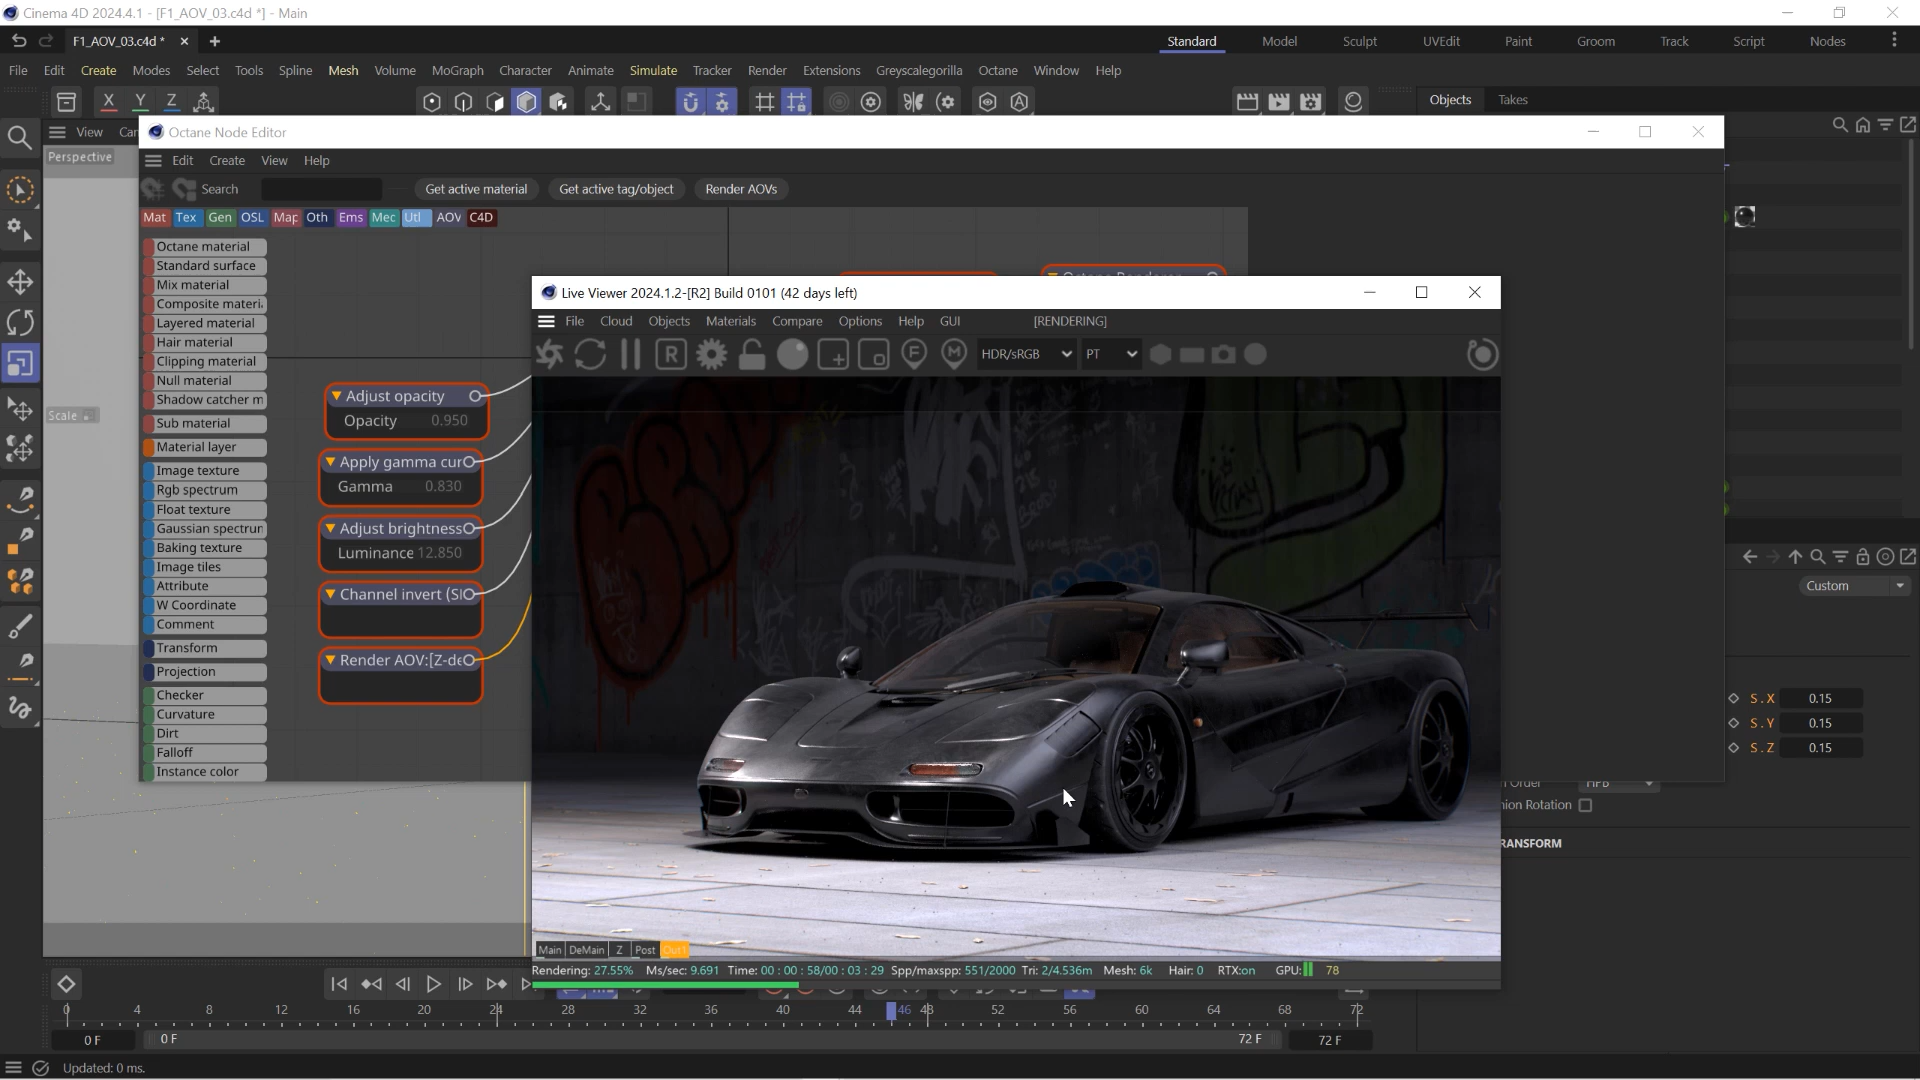 Cinema 4D 2024.4.1 - [F1_AOV_03.c4d *] - Main
F1_AOV_03.c4d *
Standard Model Sculpt UVEdit Paint Groom Track Script Nodes
File Edit Create Modes Select Tools Spline Mesh Volume MoGraph Character Animate Simulate Tracker Render Extensions Greyscalegorilla Octane Window Help
X Y Z
Objects Takes
View Can
Perspective
Octane Node Editor
Edit Create View Help
Search
Get active material Get active tag/object Render AOVs
Mat Tex Gen OSL Map Oth Ems Mec Utl AOV C4D
Octane material
Standard surface
Mix material
Composite materi
Layered material
Hair material
Clipping material
Null material
Shadow catcher m
Sub material
Material layer
Image texture
Rgb spectrum
Float texture
Gaussian spectrun
Baking texture
Image tiles
Attribute
W Coordinate
Comment
Transform
Projection
Checker
Curvature
Dirt
Falloff
Instance color
Scale
Adjust opacity
Opacity 0.950
Apply gamma cur
Gamma 0.830
Adjust brightness
Luminance 12.850
Channel invert (SI
Render AOV:[Z-de
Live Viewer 2024.1.2-[R2] Build 0101 (42 days left)
File Cloud Objects Materials Compare Options Help GUI [RENDERING]
R F M HDR/sRGB PT
Main DeMain Z Post Out1
Rendering: 27.55% Ms/sec: 9.691 Time: 00 : 00 : 58/00 : 03 : 29 Spp/maxspp: 551/2000 Tri: 2/4.536m Mesh: 6k Hair: 0 RTX:on GPU: 78
Custom
S . X 0.15
S . Y 0.15
S . Z 0.15
HPB
ion Rotation
RANSFORM
0 4 8 12 16 20 24 28 32 36 40 44 46 48 52 56 60 64 68 72
0 F 0 F 72 F 72 F
Updated: 0 ms.